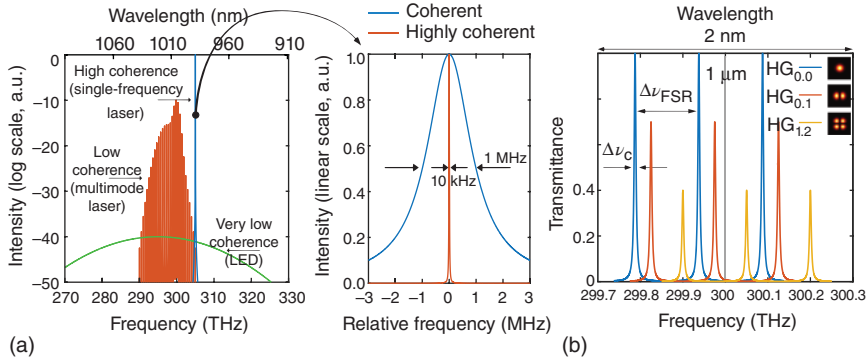 Wavelength (nm)
1060 1010 960 910
Intensity (log scale, a.u.)
0
−10
−20
−30
−40
−50
High coherence
(single-frequency
laser)
Low
coherence
(multimode
laser)
Very low
coherence
(LED)
270 280 290 300 310 320 330
Frequency (THz)
(a)
Coherent
Highly coherent
Intensity (linear scale, a.u.)
1.0
0.8
0.6
0.4
0.2
0
1 MHz
10 kHz
−3 −2 −1 0 1 2 3
Relative frequency (MHz)
(b)
Wavelength
2 nm
1 μm
HG0.0
HG0.1
HG1.2
ΔνFSR
Δνc
Transmittance
0.4
0
299.7 299.8 299.9 300 300.1 300.2 300.3
Frequency (THz)